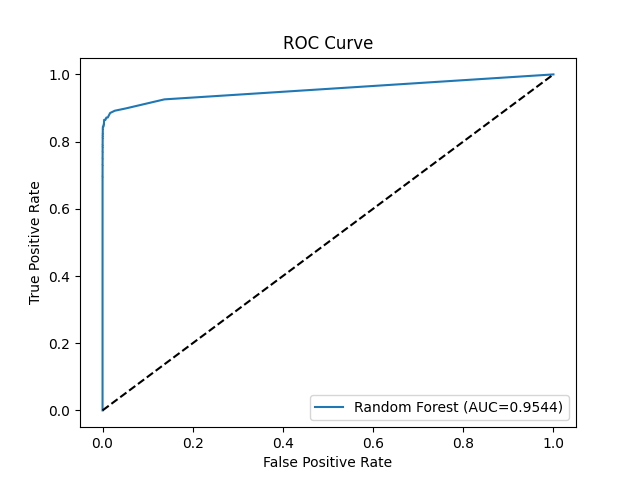 ROC Curve
1.0
0.8
0.6
0.4
0.2
0.0
True Positive Rate
Random Forest (AUC=0.9544)
0.0 0.2 0.4 0.6 0.8 1.0
False Positive Rate